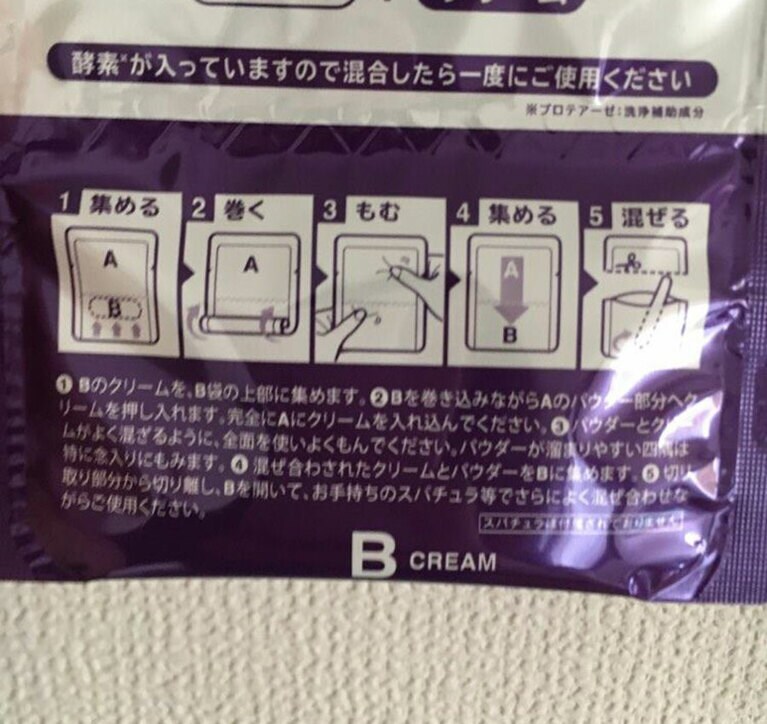 酵素※が入っていますので混合したら一度にご使用ください
※プロテアーゼ:洗浄補助成分
1 集める 2 巻く 3 もむ 4 集める 5 混ぜる
A A A
B B
❶ Bのクリームを、B袋の上部に集めます。❷Bを巻き込みながらAのパウダー部分へク
リームを押し入れます。完全にAにクリームを入れ込んでください。❸パウダーとクリー
ムがよく混ざるように、全面を使いよくもんでください。パウダーが溜まりやすい四隅は
特に念入りにもみます。❹ 混ぜ合わされたクリームとパウダーをBに集めます。❺ 切り
取り部分から切り離し、Bを開いて、お手持ちのスパチュラ等でさらによく混ぜ合わせな
がらご使用ください。
スパチュラは付属されておりません
B CREAM